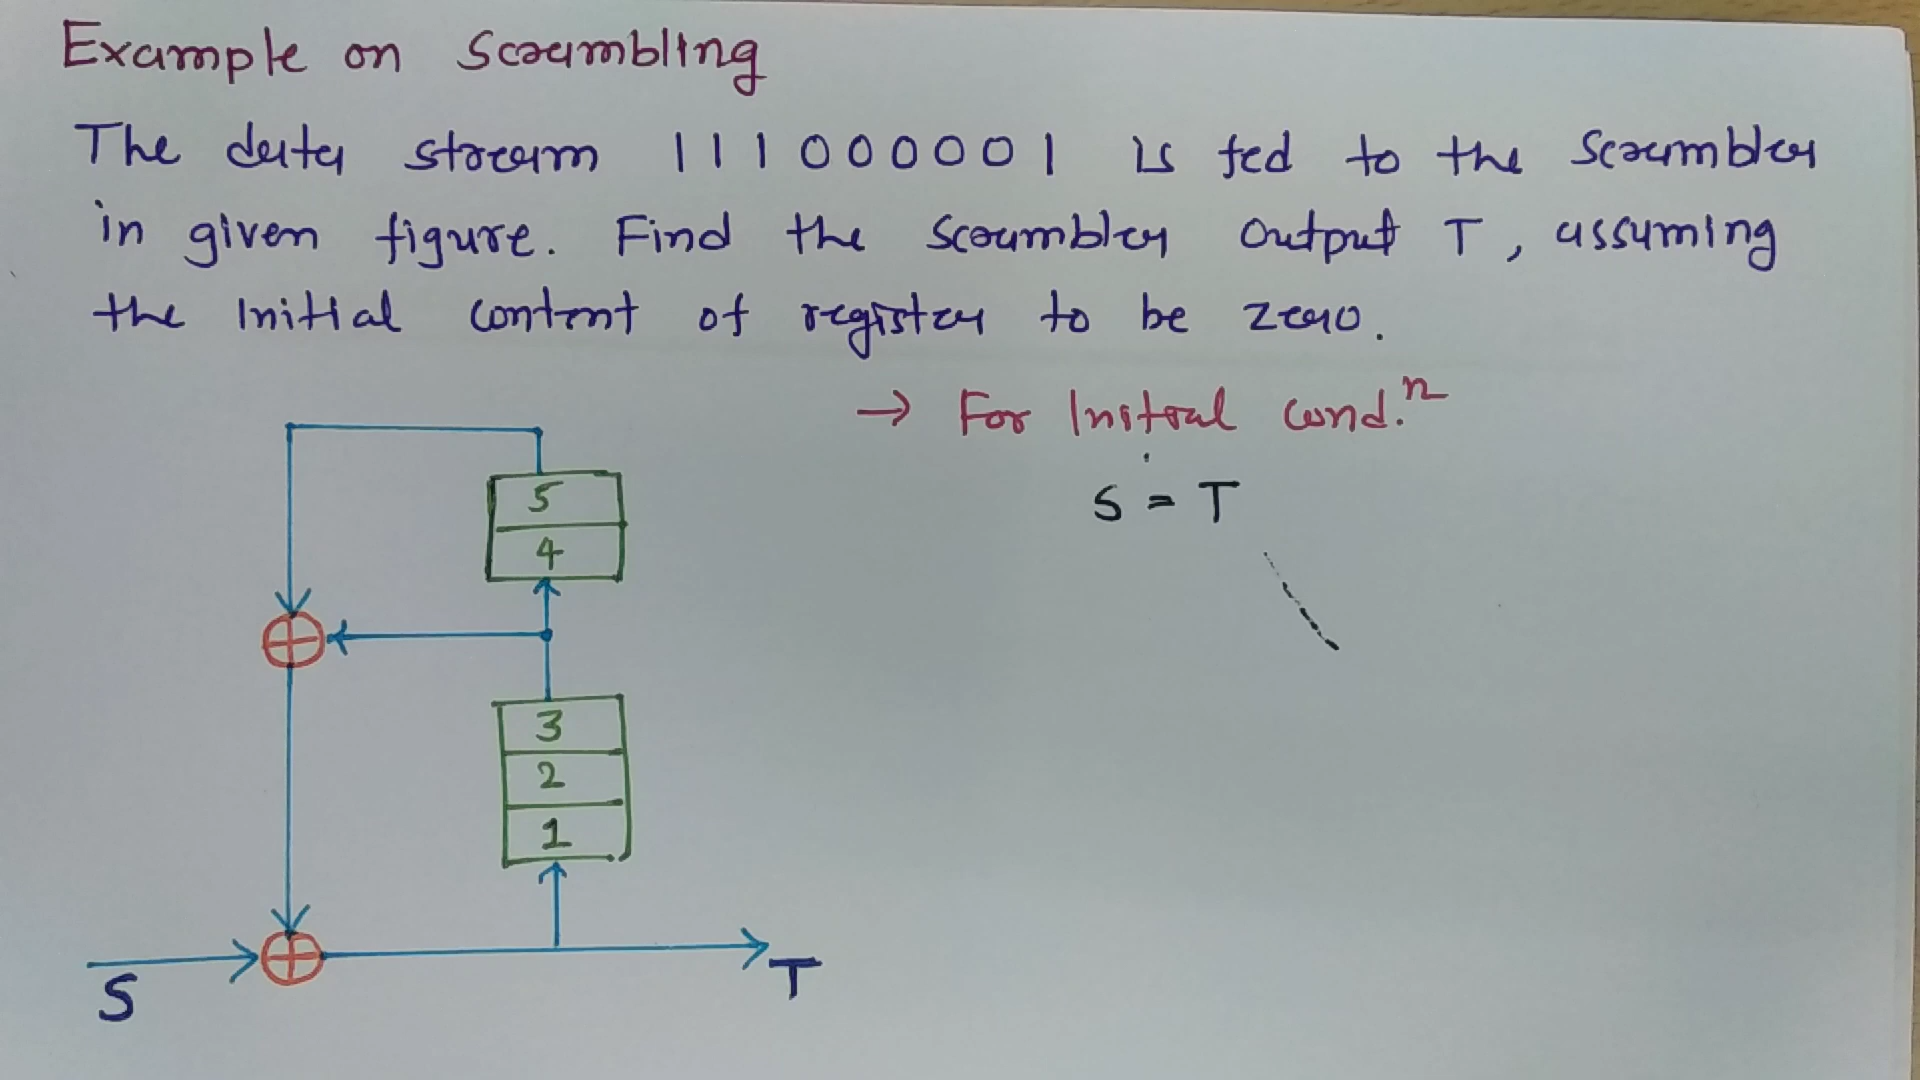 Example on Scrambling
The data stream 111000001 is fed to the Scrambler
in given figure. Find the Scrambler Output T, assuming
the Initial content of register to be zero.
→ For Initial cond.n
S = T
5
4
3
2
1
S
T